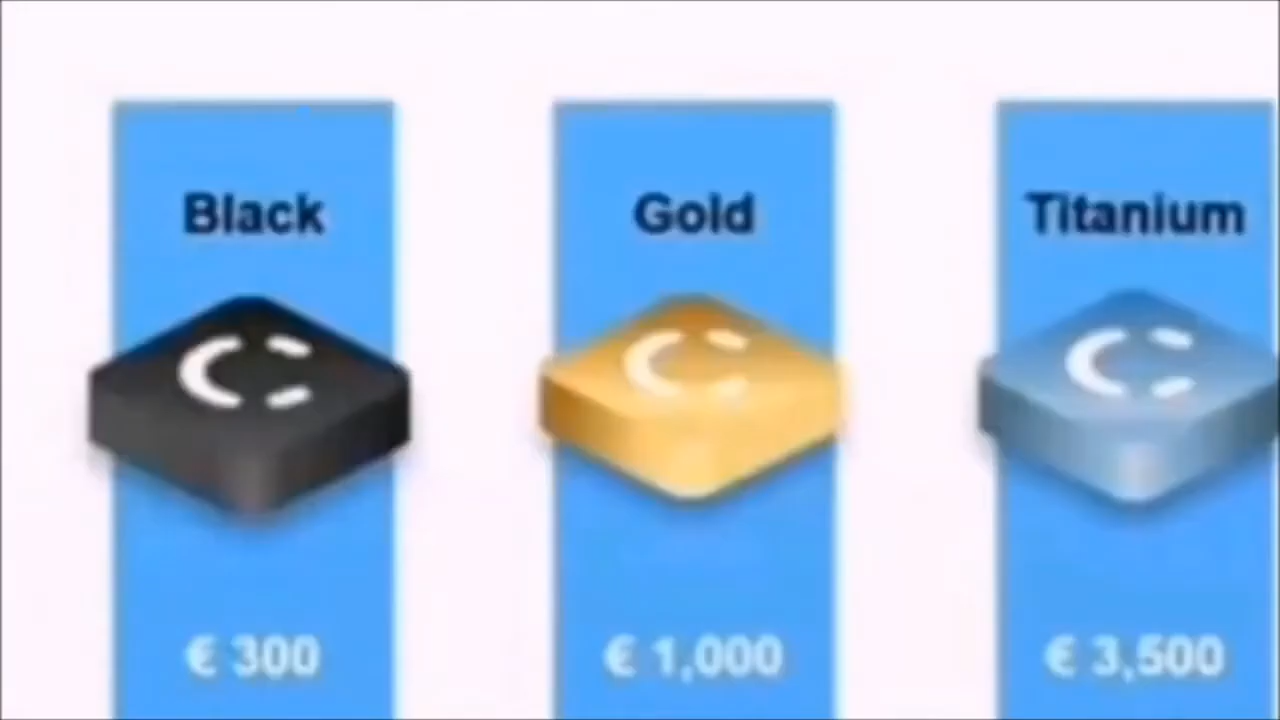 Black
Gold
Titanium
€ 300
€ 1,000
€ 3,500